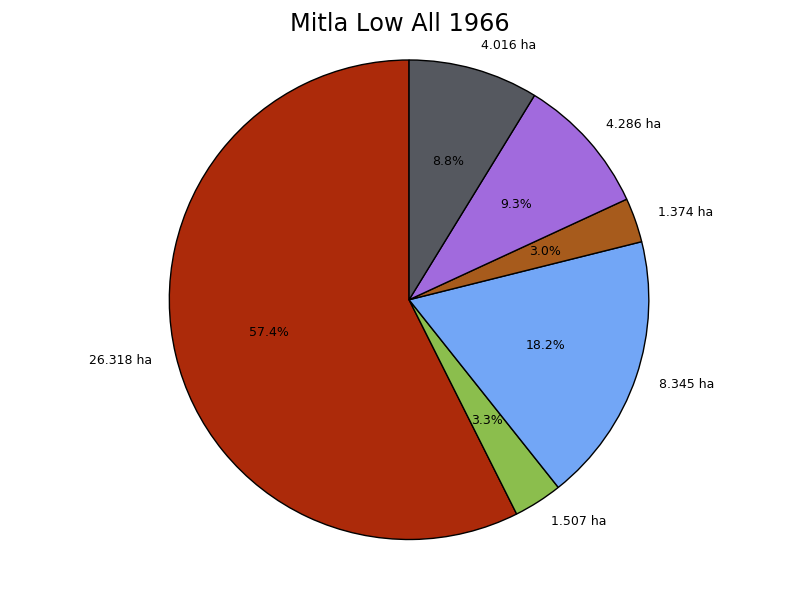 Mitla Low All 1966
4.016 ha
4.286 ha
8.8%
9.3%
1.374 ha
3.0%
57.4%
18.2%
26.318 ha
8.345 ha
3.3%
1.507 ha